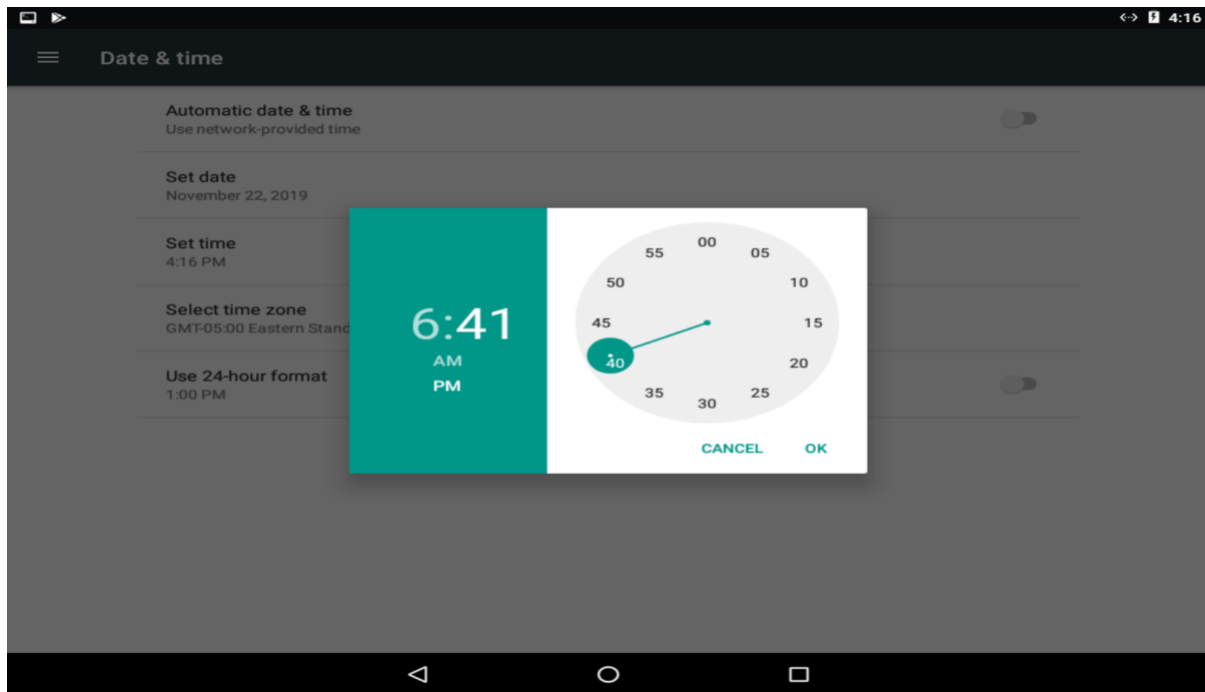 4:16
Date & time
Automatic date & time
Use network-provided time
Set date
November 22, 2019
Set time
4:16 PM
Select time zone
GMT-05:00 Eastern Stand
Use 24-hour format
1:00 PM
6:41
AM
PM
00
55
05
50
10
45
15
40
20
35
25
30
CANCEL
OK